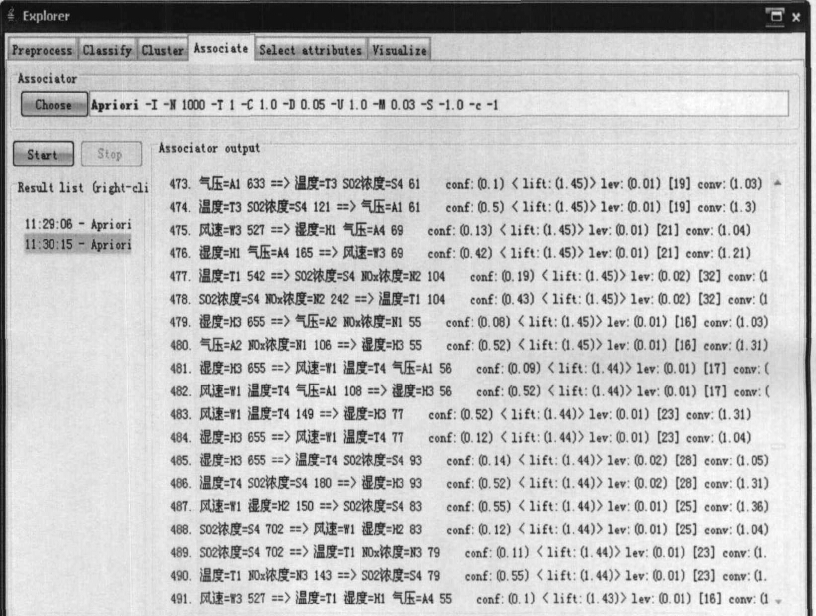 Explorer
Preprocess Classify Cluster Associate Select attributes Visualize
Associator
Choose Apriori -I -N 1000 -T 1 -C 1.0 -D 0.05 -U 1.0 -M 0.03 -S -1.0 -c -1
Start Stop Associator output
Result list (right-cli
11:29:06 - Apriori
11:30:15 - Apriori
473. 气压=A1 633 ==> 温度=T3 SO2浓度=S4 61 conf:(0.1) < lift:(1.45)> lev:(0.01) [19] conv:(1.03)
474. 温度=T3 SO2浓度=S4 121 ==> 气压=A1 61 conf:(0.5) < lift:(1.45)> lev:(0.01) [19] conv:(1.3)
475. 风速=W3 527 ==> 湿度=H1 气压=A4 69 conf:(0.13) < lift:(1.45)> lev:(0.01) [21] conv:(1.04)
476. 湿度=H1 气压=A4 165 ==> 风速=W3 69 conf:(0.42) < lift:(1.45)> lev:(0.01) [21] conv:(1.21)
477. 温度=T1 542 ==> SO2浓度=S4 NOx浓度=N2 104 conf:(0.19) < lift:(1.45)> lev:(0.02) [32] conv:(1
478. SO2浓度=S4 NOx浓度=N2 242 ==> 温度=T1 104 conf:(0.43) < lift:(1.45)> lev:(0.02) [32] conv:(1
479. 湿度=H3 655 ==> 气压=A2 NOx浓度=N1 55 conf:(0.08) < lift:(1.45)> lev:(0.01) [16] conv:(1.03)
480. 气压=A2 NOx浓度=N1 106 ==> 湿度=H3 55 conf:(0.52) < lift:(1.45)> lev:(0.01) [16] conv:(1.31)
481. 湿度=H3 655 ==> 风速=W1 温度=T4 气压=A1 56 conf:(0.09) < lift:(1.44)> lev:(0.01) [17] conv:(
482. 风速=W1 温度=T4 气压=A1 108 ==> 湿度=H3 56 conf:(0.52) < lift:(1.44)> lev:(0.01) [17] conv:(
483. 风速=W1 温度=T4 149 ==> 湿度=H3 77 conf:(0.52) < lift:(1.44)> lev:(0.01) [23] conv:(1.31)
484. 湿度=H3 655 ==> 风速=W1 温度=T4 77 conf:(0.12) < lift:(1.44)> lev:(0.01) [23] conv:(1.04)
485. 湿度=H3 655 ==> 温度=T4 SO2浓度=S4 93 conf:(0.14) < lift:(1.44)> lev:(0.02) [28] conv:(1.05)
486. 温度=T4 SO2浓度=S4 180 ==> 湿度=H3 93 conf:(0.52) < lift:(1.44)> lev:(0.02) [28] conv:(1.31)
487. 风速=W1 湿度=H2 150 ==> SO2浓度=S4 83 conf:(0.55) < lift:(1.44)> lev:(0.01) [25] conv:(1.36)
488. SO2浓度=S4 702 ==> 风速=W1 湿度=H2 83 conf:(0.12) < lift:(1.44)> lev:(0.01) [25] conv:(1.04)
489. SO2浓度=S4 702 ==> 温度=T1 NOx浓度=N3 79 conf:(0.11) < lift:(1.44)> lev:(0.01) [23] conv:(1.
490. 温度=T1 NOx浓度=N3 143 ==> SO2浓度=S4 79 conf:(0.55) < lift:(1.44)> lev:(0.01) [23] conv:(1.
491. 风速=W3 527 ==> 温度=T1 湿度=H1 气压=A4 55 conf:(0.1) < lift:(1.43)> lev:(0.01) [16] conv:(1